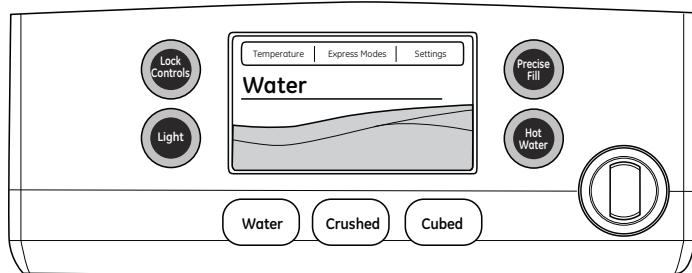 Lock
Controls
Temperature Express Modes Settings
Precise
Fill
Water
Light
Hot
Water
Water Crushed Cubed